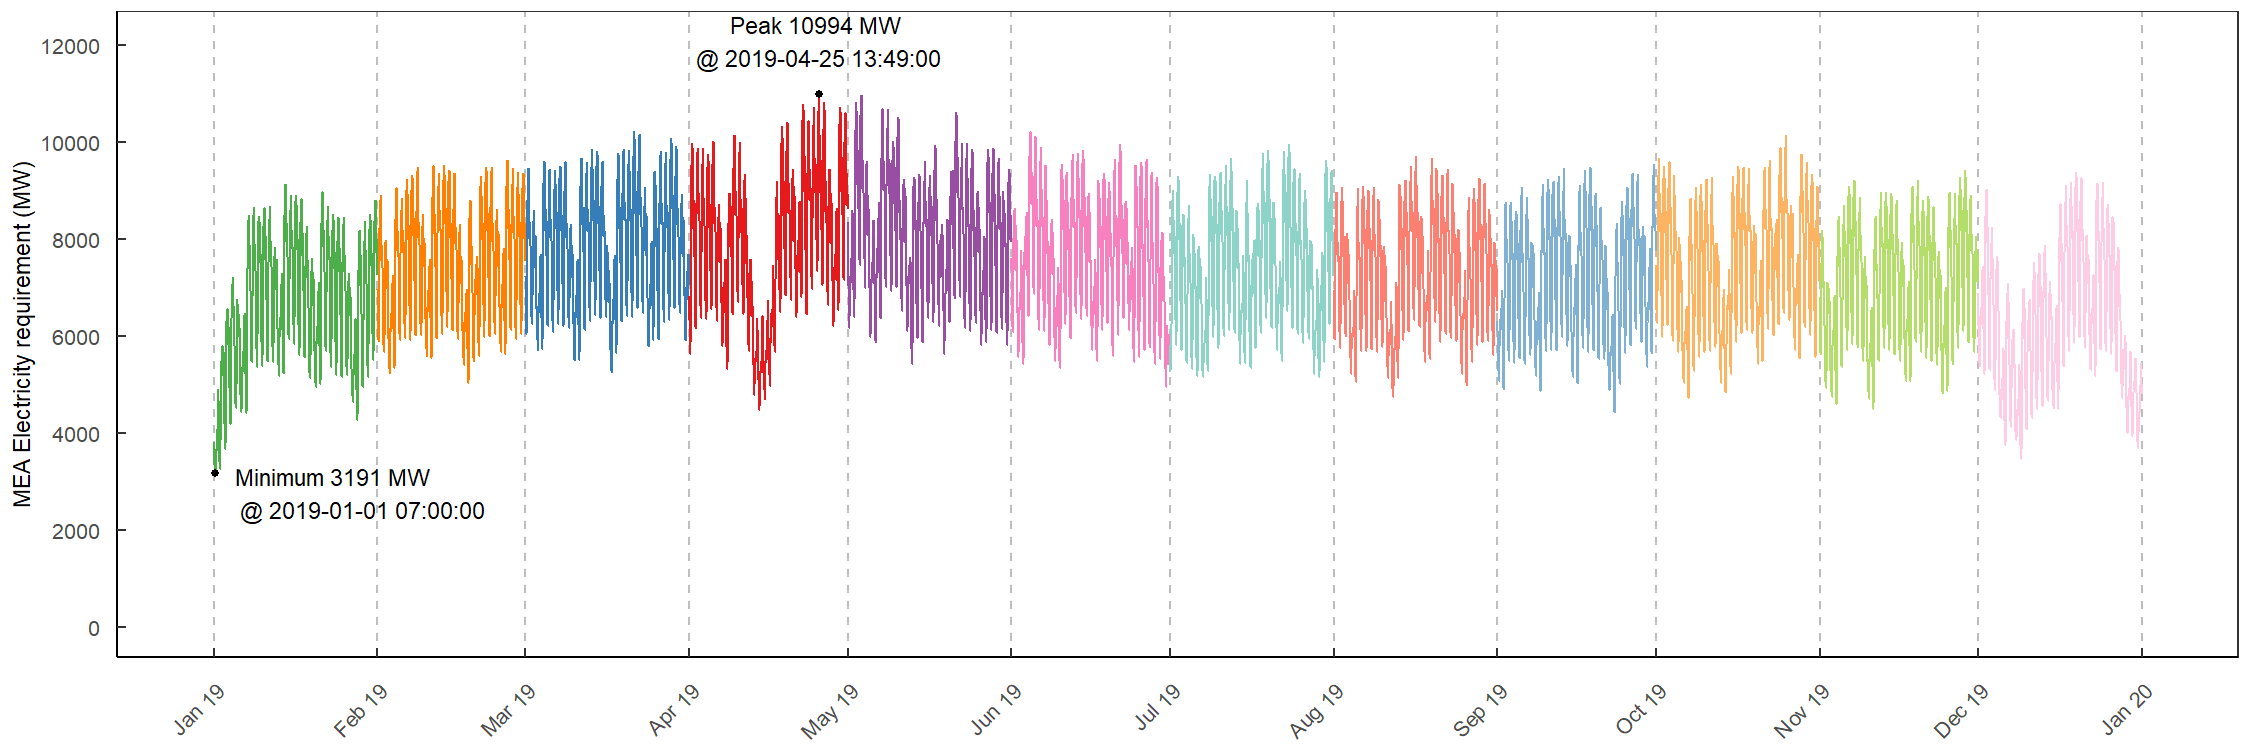 Peak 10994 MW
@ 2019-04-25 13:49:00
12000
10000
8000
6000
4000
2000
0
MEA Electricity requirement (MW)
Minimum 3191 MW
@ 2019-01-01 07:00:00
Jan 19
Feb 19
Mar 19
Apr 19
May 19
Jun 19
Jul 19
Aug 19
Sep 19
Oct 19
Nov 19
Dec 19
Jan 20